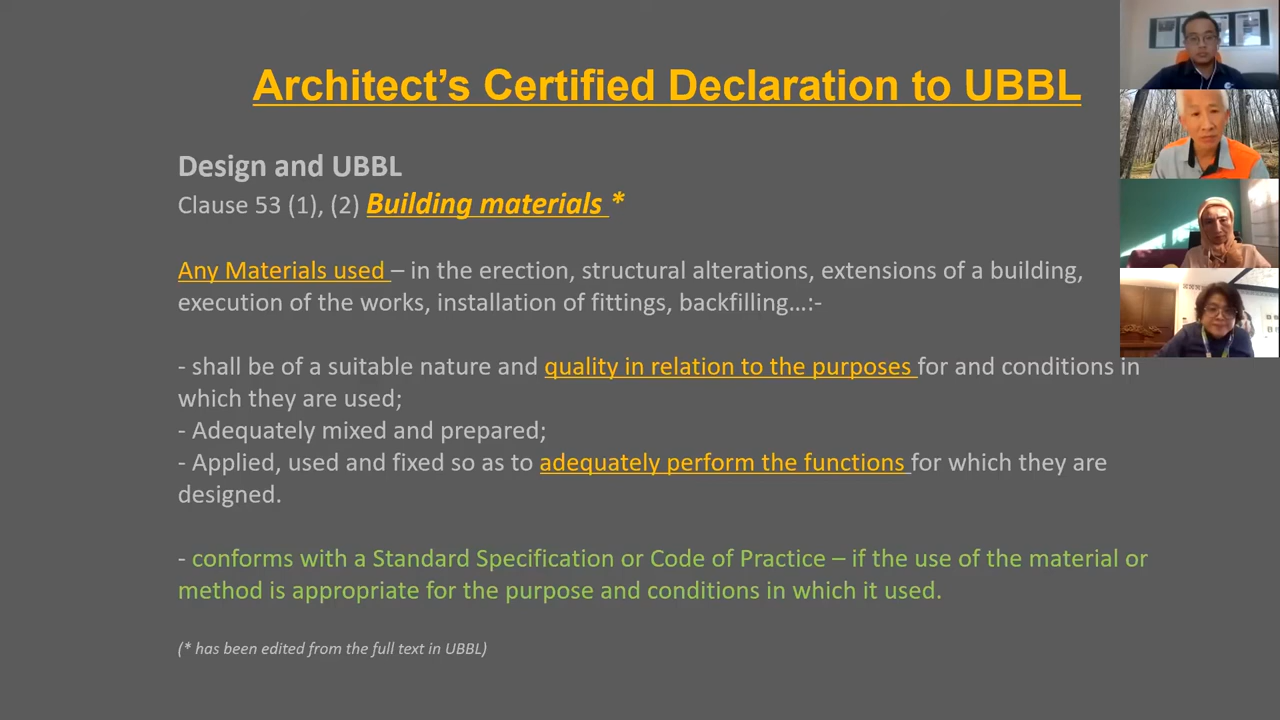 Architect’s Certified Declaration to UBBL
Design and UBBL
Clause 53 (1), (2) Building materials *
Any Materials used – in the erection, structural alterations, extensions of a building,
execution of the works, installation of fittings, backfilling…:-
- shall be of a suitable nature and quality in relation to the purposes for and conditions in
which they are used;
- Adequately mixed and prepared;
- Applied, used and fixed so as to adequately perform the functions for which they are
designed.
- conforms with a Standard Specification or Code of Practice – if the use of the material or
method is appropriate for the purpose and conditions in which it used.
(* has been edited from the full text in UBBL)